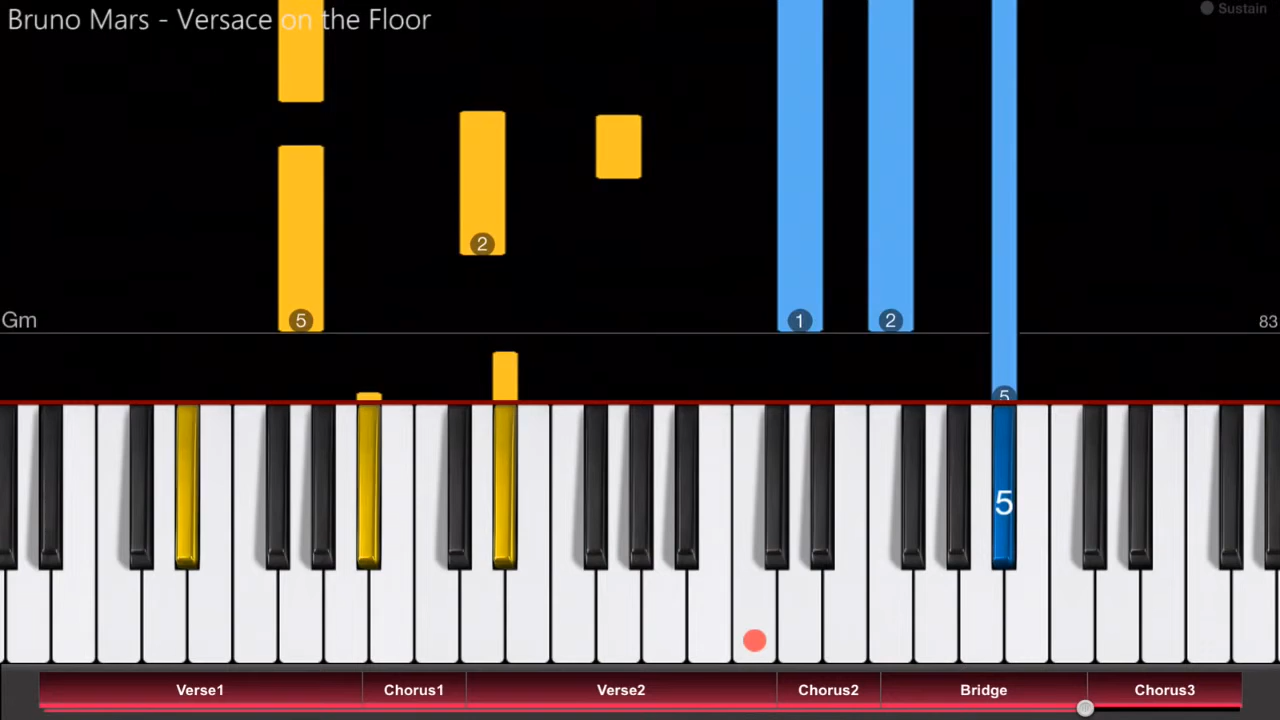 Bruno Mars - Versace on the Floor
Sustain
2
Gm
5
1
2
83
5
5
Verse1
Chorus1
Verse2
Chorus2
Bridge
Chorus3